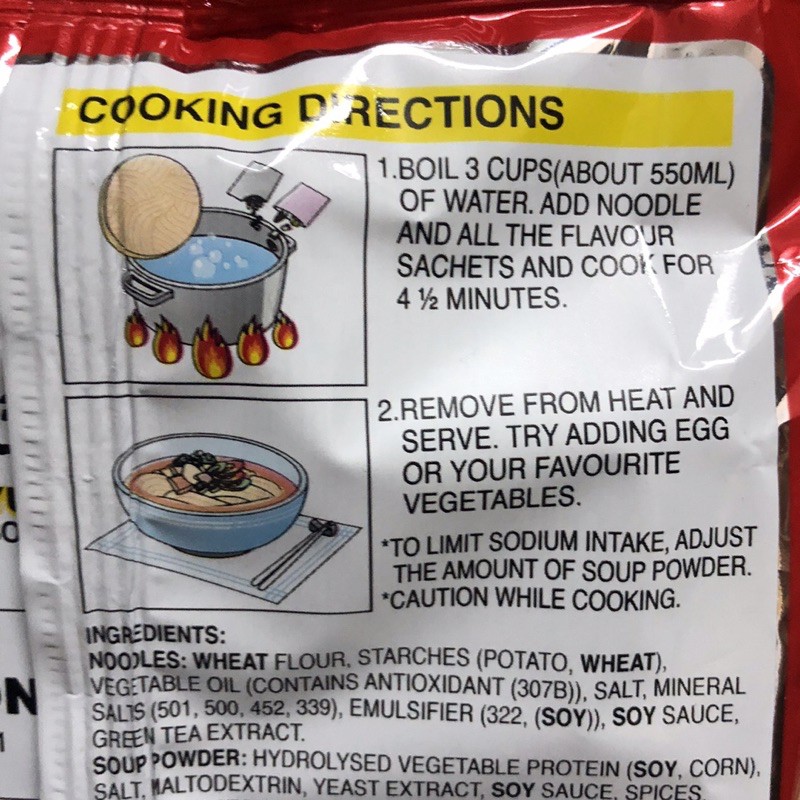 COOKING DIRECTIONS
1.BOIL 3 CUPS(ABOUT 550ML)
OF WATER. ADD NOODLE
AND ALL THE FLAVOUR
SACHETS AND COOK FOR
4 ½ MINUTES.
2.REMOVE FROM HEAT AND
SERVE. TRY ADDING EGG
OR YOUR FAVOURITE
VEGETABLES.
*TO LIMIT SODIUM INTAKE, ADJUST
THE AMOUNT OF SOUP POWDER.
*CAUTION WHILE COOKING.
INGREDIENTS:
NOODLES: WHEAT FLOUR, STARCHES (POTATO, WHEAT),
VEGETABLE OIL (CONTAINS ANTIOXIDANT (307B)), SALT, MINERAL
SALTS (501, 500, 452, 339), EMULSIFIER (322, (SOY)), SOY SAUCE,
GREEN TEA EXTRACT.
SOUP POWDER: HYDROLYSED VEGETABLE PROTEIN (SOY, CORN),
SALT, MALTODEXTRIN, YEAST EXTRACT, SOY SAUCE, SPICES,